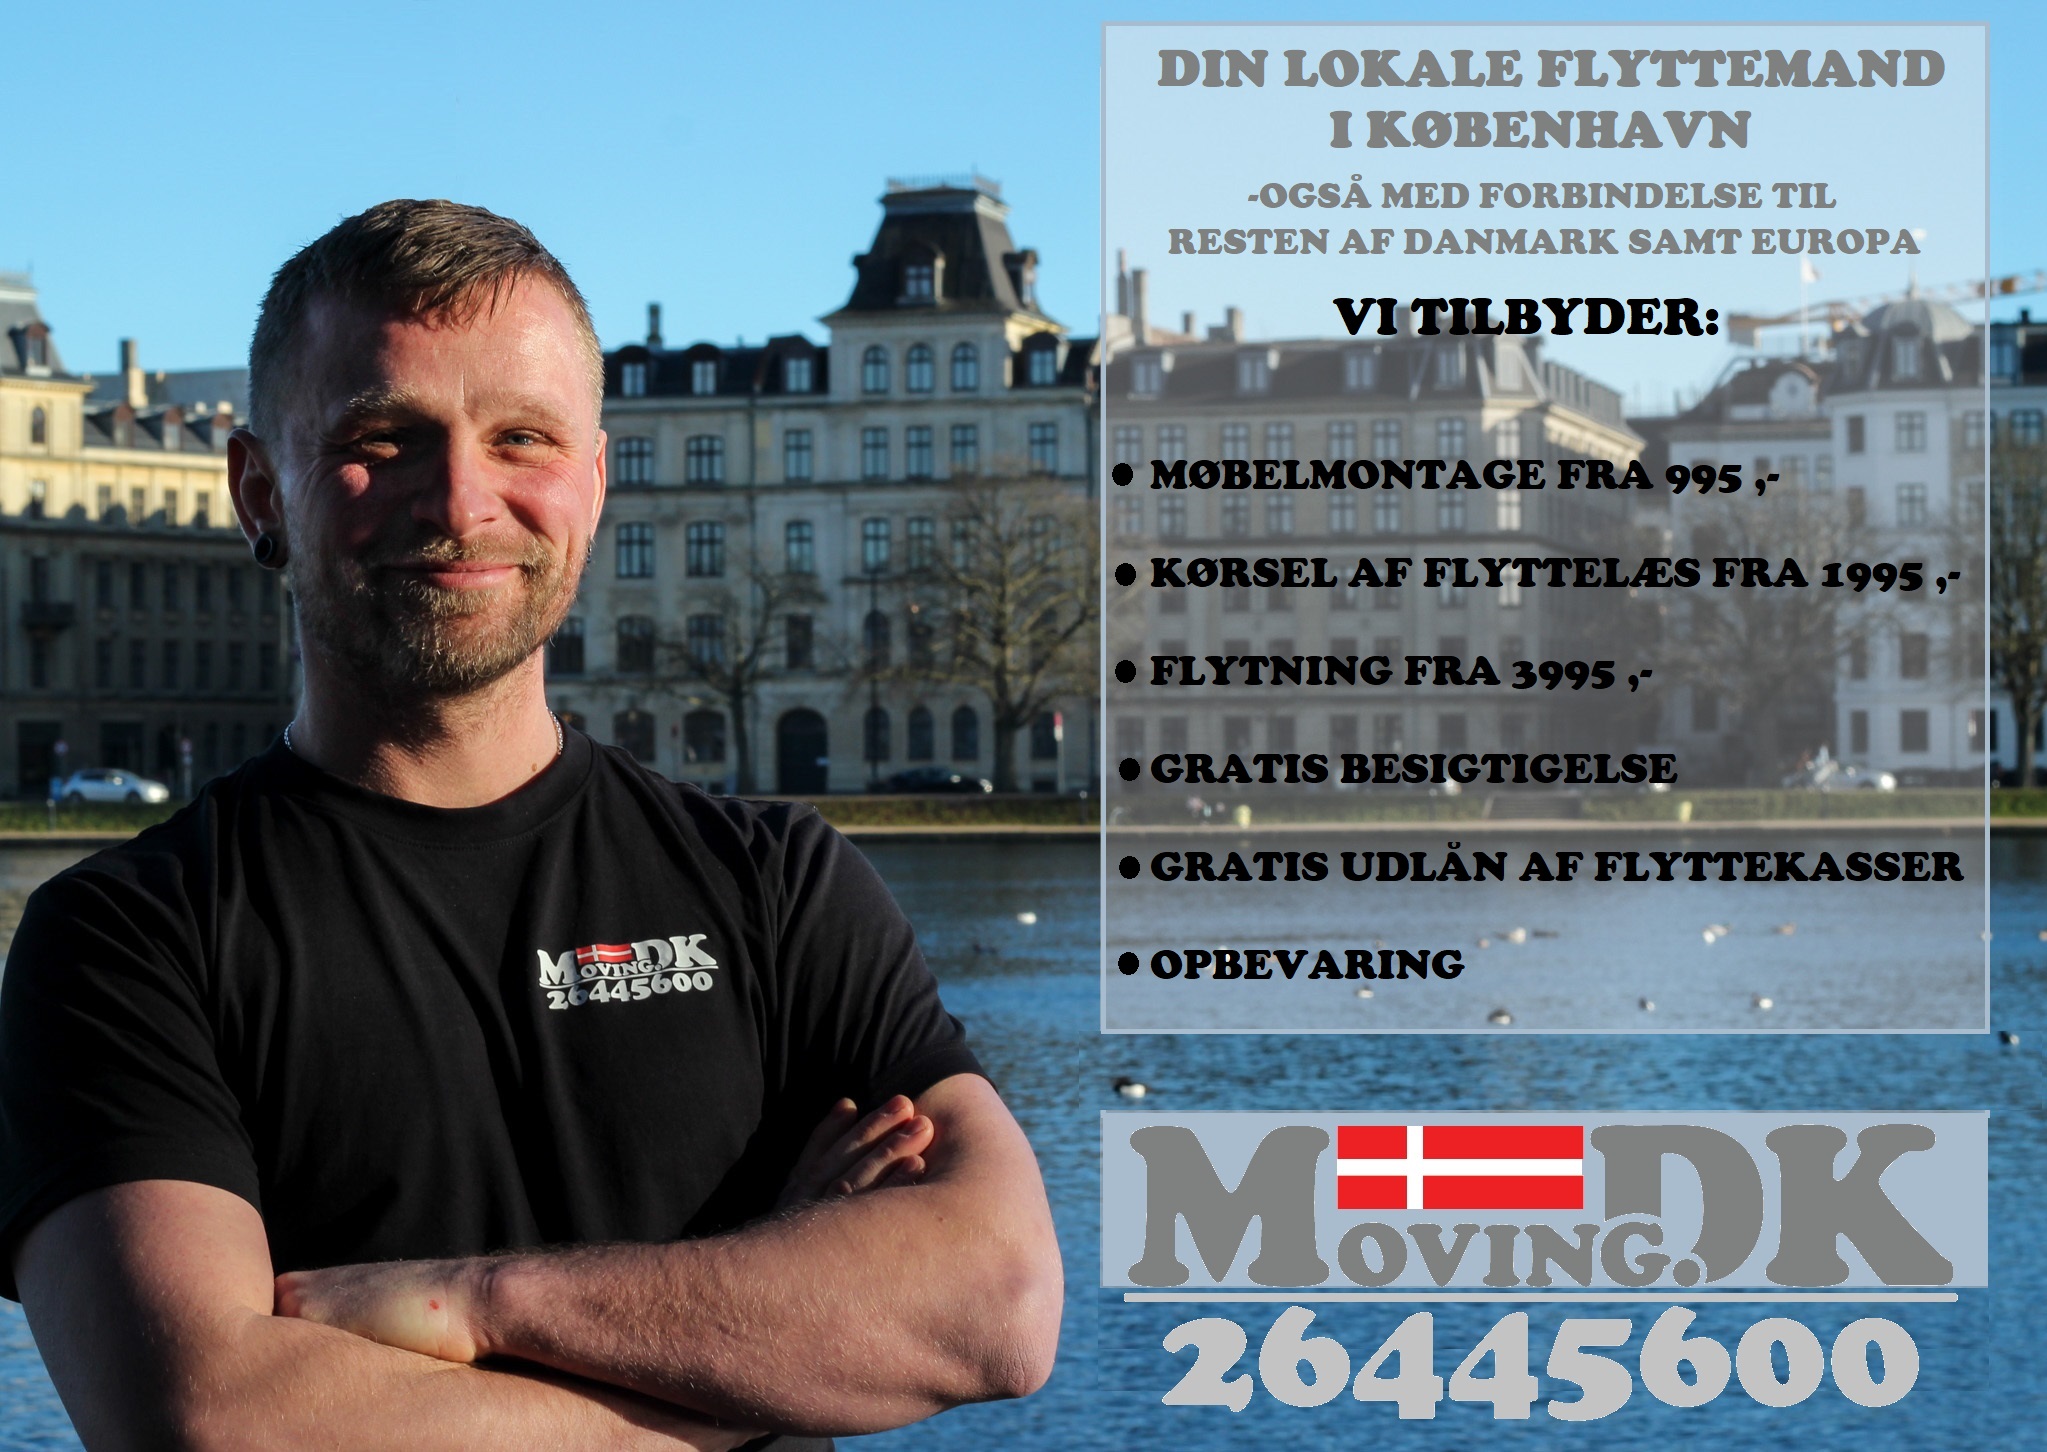 DIN LOKALE FLYTTEMAND
I KØBENHAVN
-OGSÅ MED FORBINDELSE TIL
RESTEN AF DANMARK SAMT EUROPA
VI TILBYDER:
• MØBELMONTAGE FRA 995 ,-
• KØRSEL AF FLYTTELÆS FRA 1995 ,-
• FLYTNING FRA 3995 ,-
• GRATIS BESIGTIGELSE
• GRATIS UDLÅN AF FLYTTEKASSER
• OPBEVARING
MOVING.DK
26445600
MOVING.DK
26445600